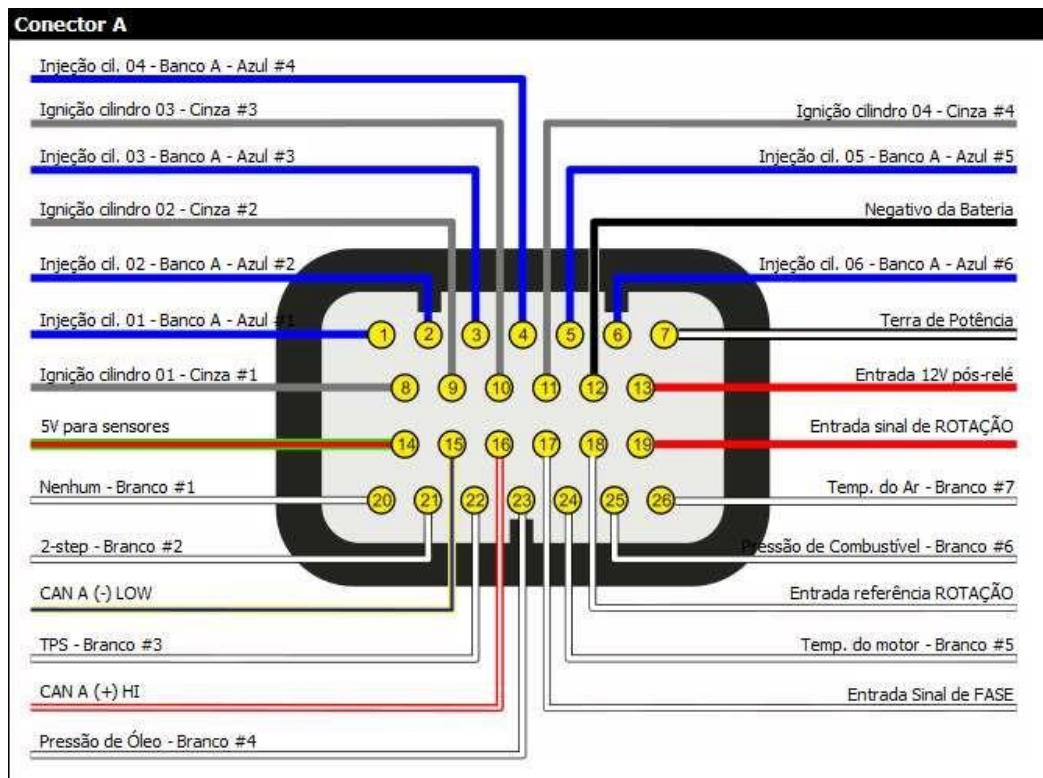 Conector A
Injeção cil. 04 - Banco A - Azul #4
Ignição cilindro 03 - Cinza #3
Ignição cilindro 04 - Cinza #4
Injeção cil. 03 - Banco A - Azul #3
Injeção cil. 05 - Banco A - Azul #5
Ignição cilindro 02 - Cinza #2
Negativo da Bateria
Injeção cil. 02 - Banco A - Azul #2
Injeção cil. 06 - Banco A - Azul #6
Injeção cil. 01 - Banco A - Azul #1
Terra de Potência
1 2 3 4 5 6 7
Ignição cilindro 01 - Cinza #1
Entrada 12V pós-relé
8 9 10 11 12 13
5V para sensores
Entrada sinal de ROTAÇÃO
14 15 16 17 18 19
Nenhum - Branco #1
Temp. do Ar - Branco #7
20 21 22 23 24 25 26
2-step - Branco #2
Pressão de Combustível - Branco #6
CAN A (-) LOW
Entrada referência ROTAÇÃO
TPS - Branco #3
Temp. do motor - Branco #5
CAN A (+) HI
Entrada Sinal de FASE
Pressão de Óleo - Branco #4